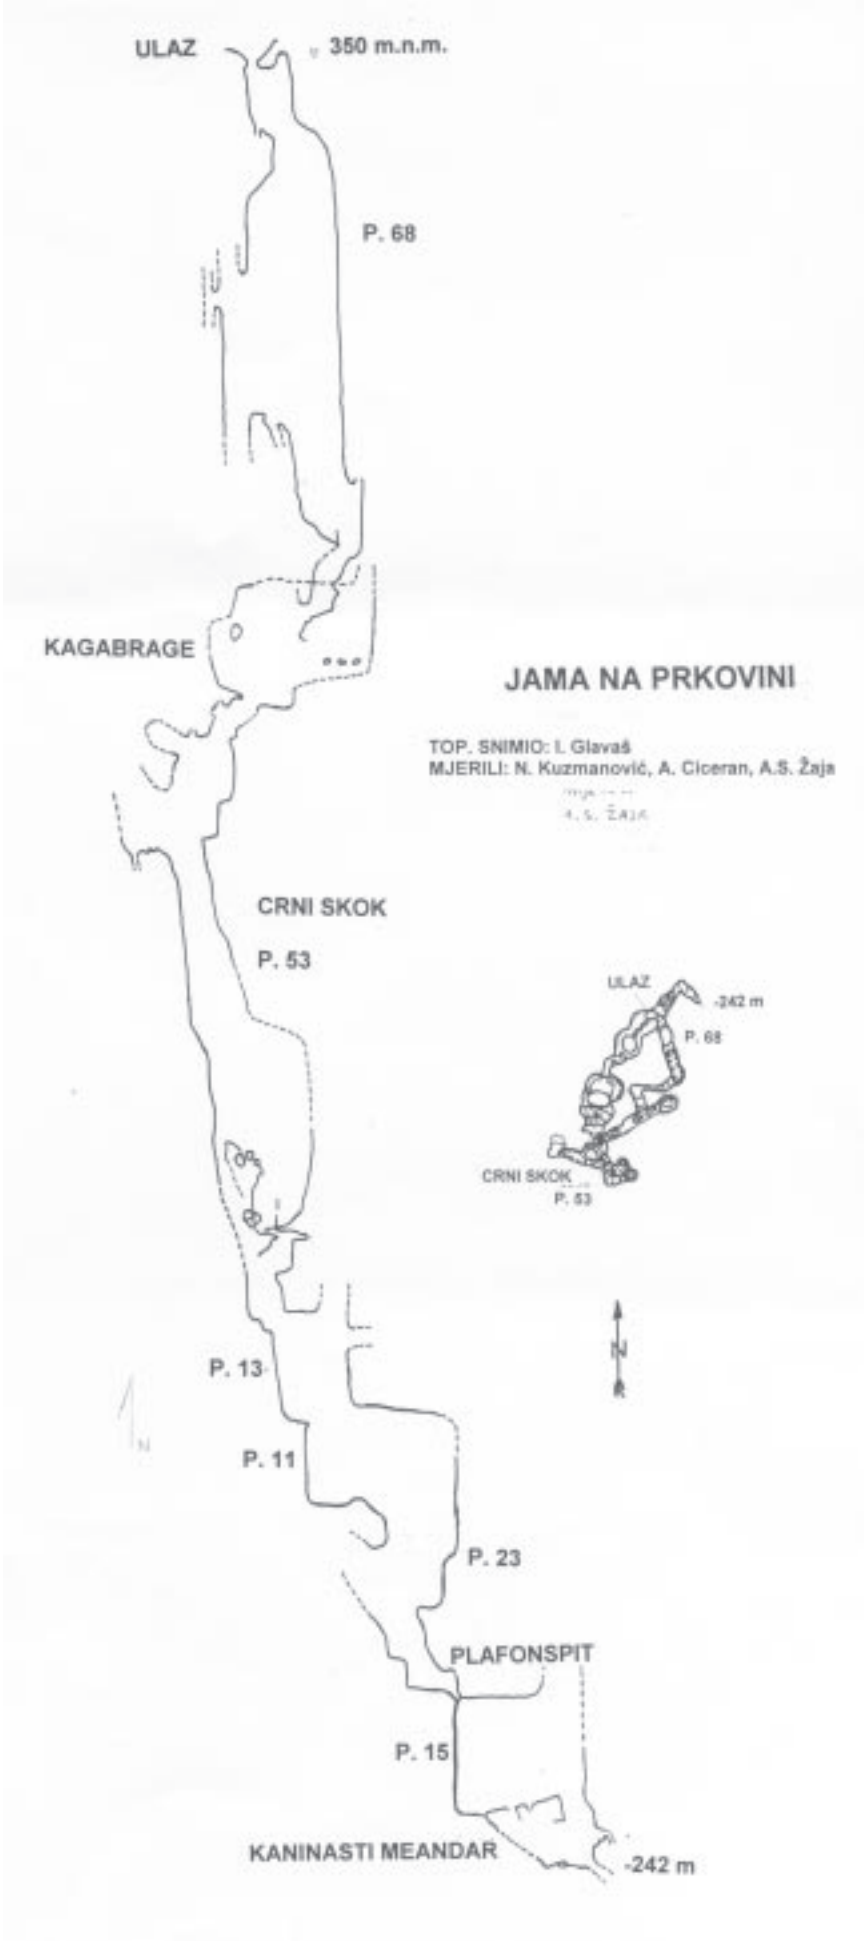 ULAZ
350 m.n.m.
P. 68
KAGABRAGE
JAMA NA PRKOVINI
TOP. SNIMIO: I. Glavaš
MJERILI: N. Kuzmanović, A. Ciceran, A.S. Žaja
A. S. ŽAJA
CRNI SKOK
P. 53
ULAZ
-242 m
P. 68
CRNI SKOK
P. 53
N
P. 13
N
P. 11
P. 23
PLAFONSPIT
P. 15
KANINASTI MEANDAR
-242 m